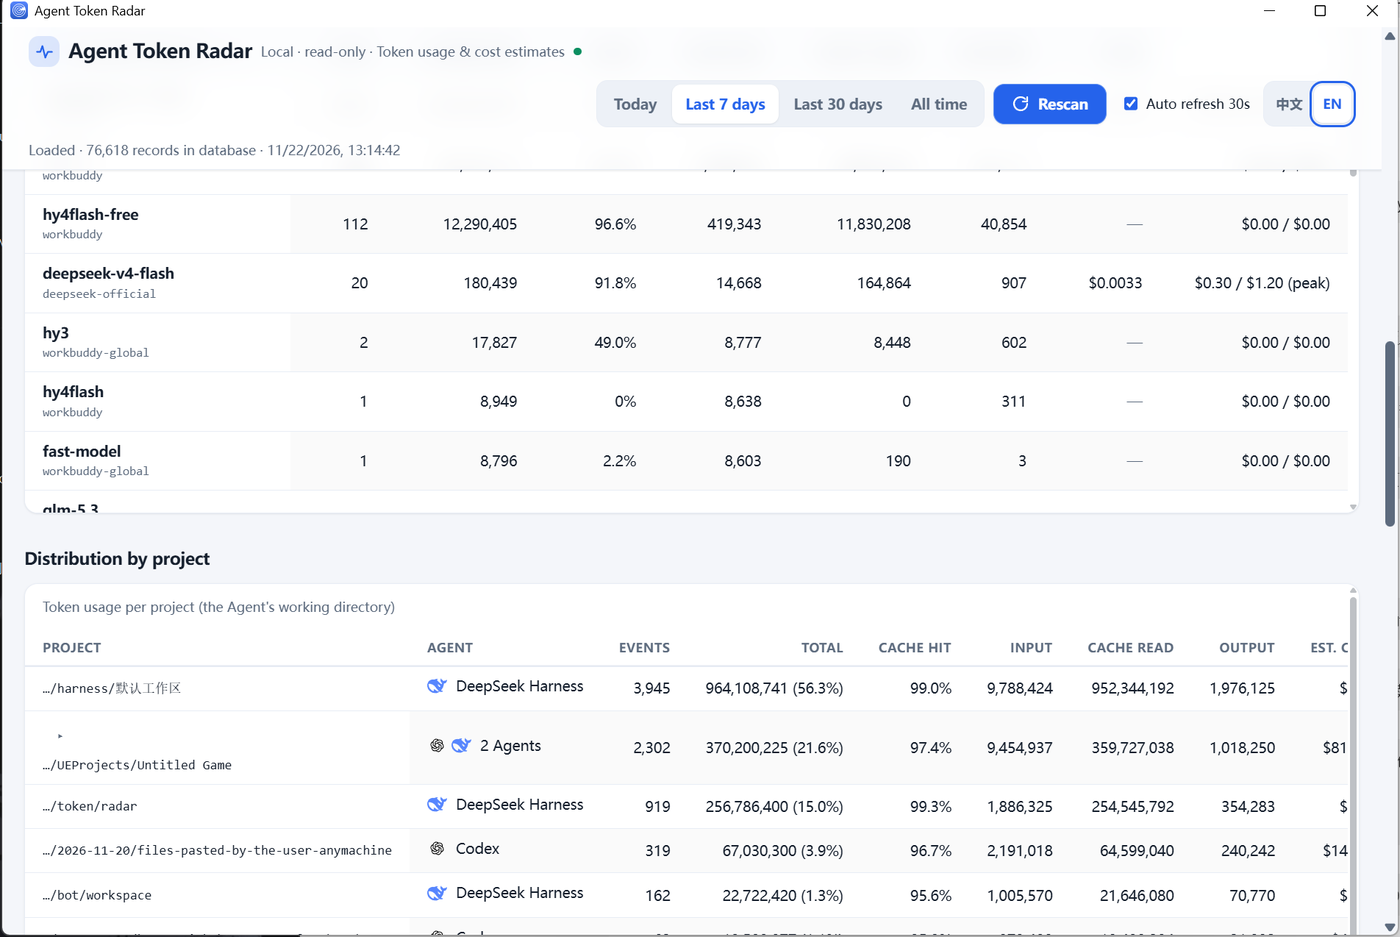 Agent Token Radar
Agent Token Radar Local · read-only · Token usage & cost estimates
Today Last 7 days Last 30 days All time Rescan Auto refresh 30s 中文 EN
Loaded · 76,618 records in database · 11/22/2026, 13:14:42
workbuddy
hy4flash-free
workbuddy
112 12,290,405 96.6% 419,343 11,830,208 40,854 — $0.00 / $0.00
deepseek-v4-flash
deepseek-official
20 180,439 91.8% 14,668 164,864 907 $0.0033 $0.30 / $1.20 (peak)
hy3
workbuddy-global
2 17,827 49.0% 8,777 8,448 602 — $0.00 / $0.00
hy4flash
workbuddy
1 8,949 0% 8,638 0 311 — $0.00 / $0.00
fast-model
workbuddy-global
1 8,796 2.2% 8,603 190 3 — $0.00 / $0.00
glm-5.3
Distribution by project
Token usage per project (the Agent's working directory)
PROJECT AGENT EVENTS TOTAL CACHE HIT INPUT CACHE READ OUTPUT EST. C
…/harness/默认工作区 DeepSeek Harness 3,945 964,108,741 (56.3%) 99.0% 9,788,424 952,344,192 1,976,125 $
…/UEProjects/Untitled Game 2 Agents 2,302 370,200,225 (21.6%) 97.4% 9,454,937 359,727,038 1,018,250 $81
…/token/radar DeepSeek Harness 919 256,786,400 (15.0%) 99.3% 1,886,325 254,545,792 354,283 $
…/2026-11-20/files-pasted-by-the-user-anymachine Codex 319 67,030,300 (3.9%) 96.7% 2,191,018 64,599,040 240,242 $14
…/bot/workspace DeepSeek Harness 162 22,722,420 (1.3%) 95.6% 1,005,570 21,646,080 70,770 $